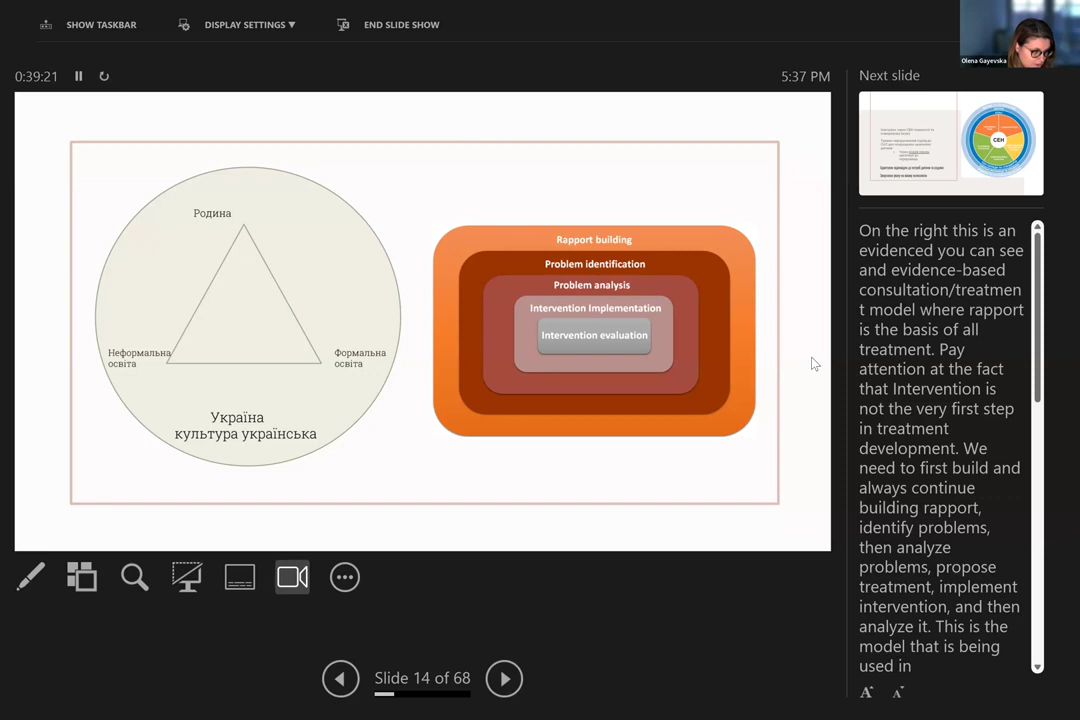 SHOW TASKBAR
DISPLAY SETTINGS ▼
END SLIDE SHOW
Olena Gayevska
0:39:21
5:37 PM
Next slide
Родина
Неформальна
освіта
Формальна
освіта
Україна
культура українська
Rapport building
Problem identification
Problem analysis
Intervention Implementation
Intervention evaluation
СЕН
On the right this is an
evidenced you can see
and evidence-based
consultation/treatmen
t model where rapport
is the basis of all
treatment. Pay
attention at the fact
that Intervention is
not the very first step
in treatment
development. We
need to first build and
always continue
building rapport,
identify problems,
then analyze
problems, propose
treatment, implement
intervention, and then
analyze it. This is the
model that is being
used in
Slide 14 of 68
A A